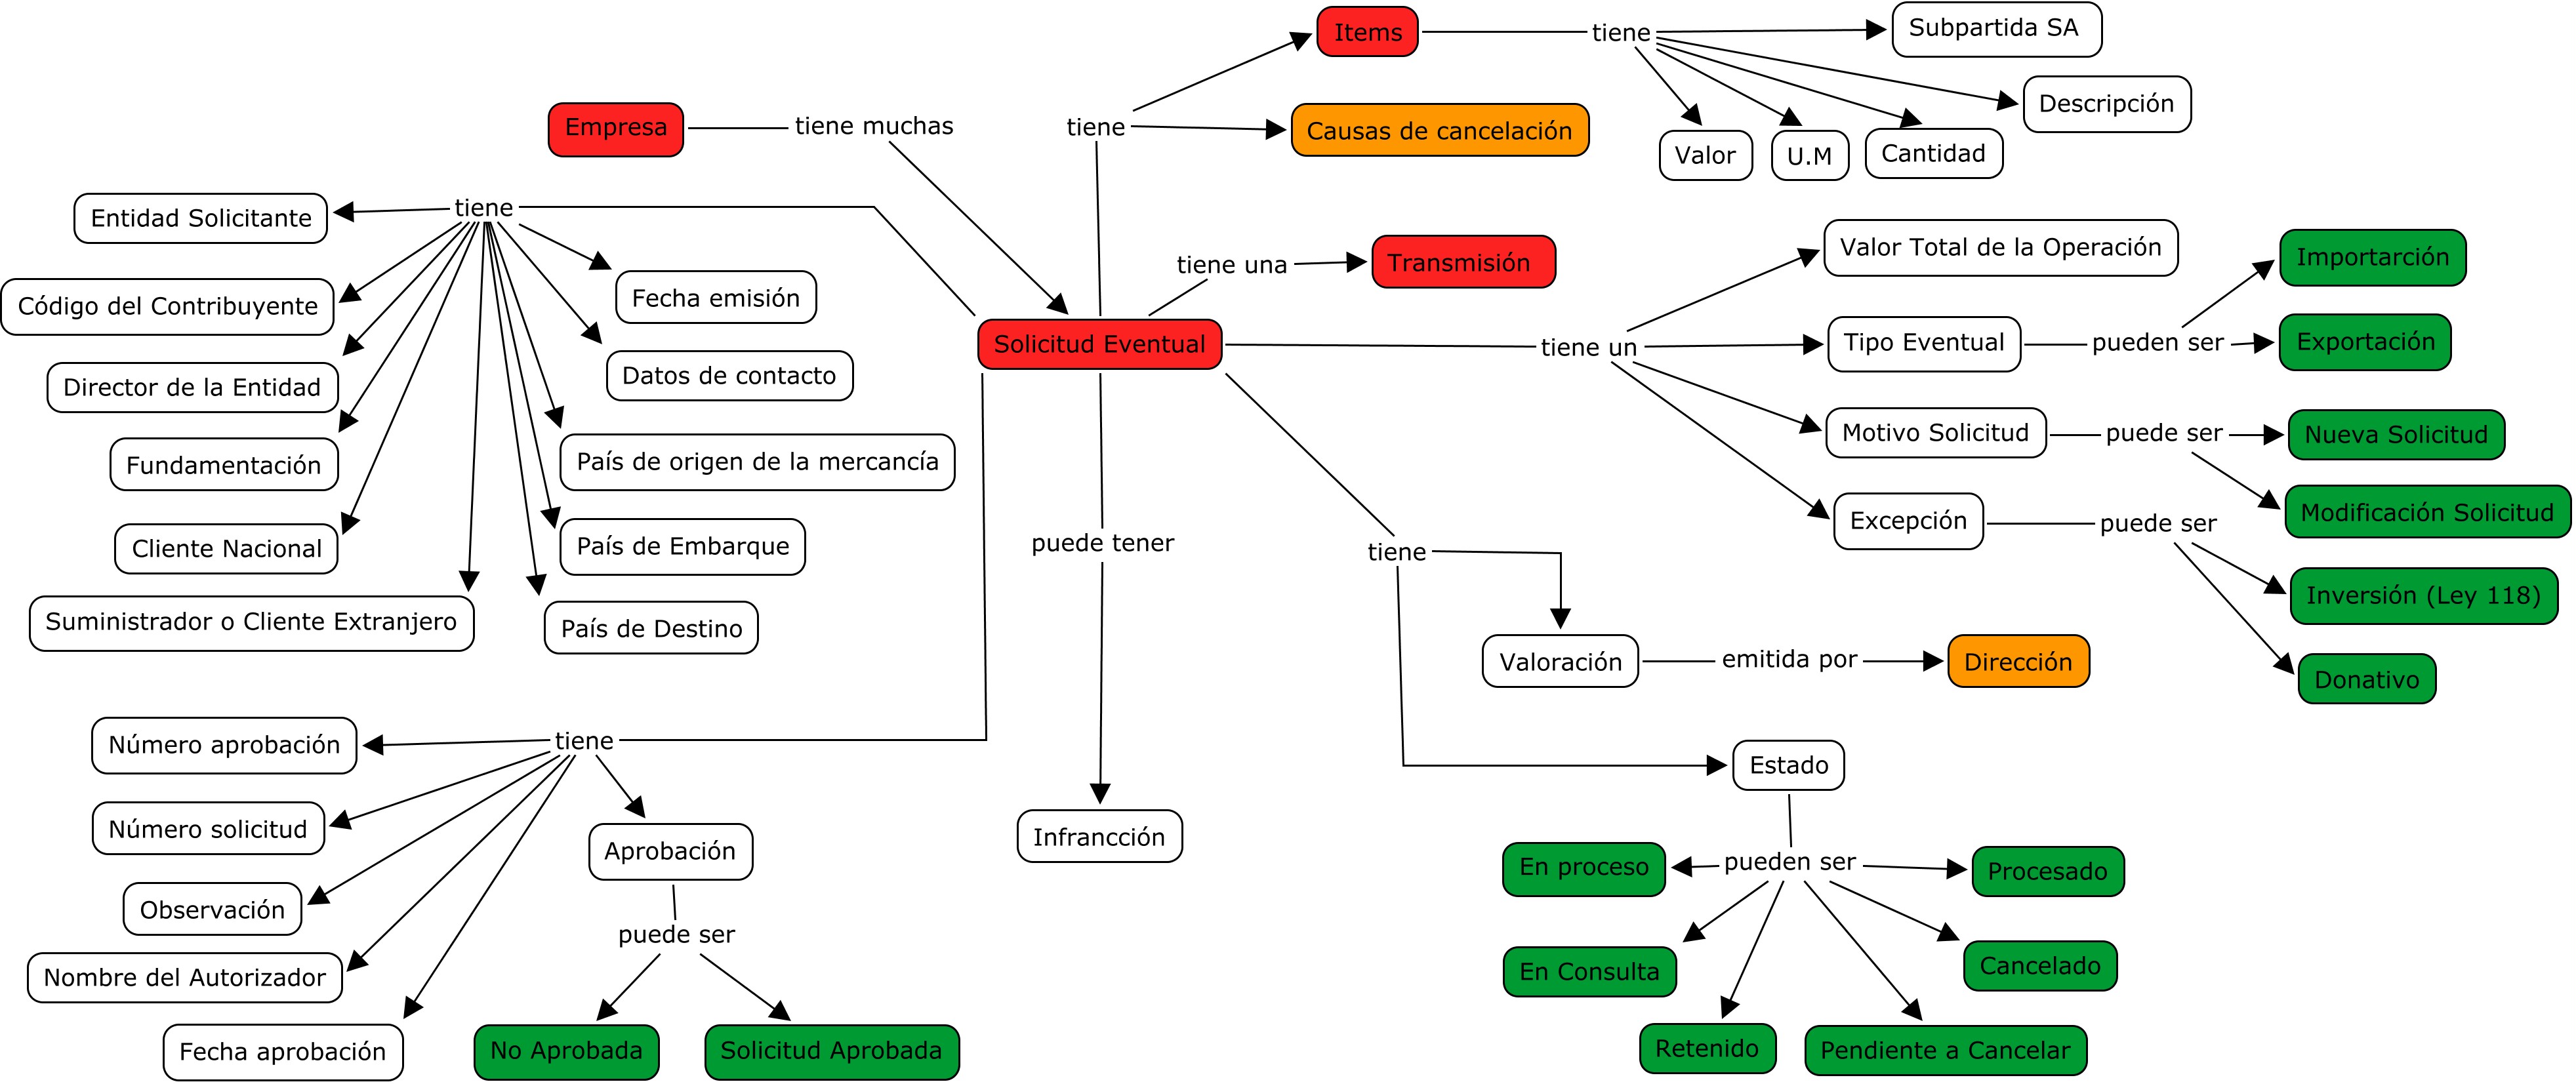 Items
tiene
Subpartida SA
Descripción
Valor
U.M
Cantidad
Empresa
tiene muchas
tiene
Causas de cancelación
Entidad Solicitante
tiene
Código del Contribuyente
Fecha emisión
Director de la Entidad
Datos de contacto
Fundamentación
País de origen de la mercancía
Cliente Nacional
País de Embarque
Suministrador o Cliente Extranjero
País de Destino
tiene una
Transmisión
Solicitud Eventual
tiene un
Valor Total de la Operación
Tipo Eventual
pueden ser
Importarción
Exportación
Motivo Solicitud
puede ser
Nueva Solicitud
Modificación Solicitud
Excepción
puede ser
Inversión (Ley 118)
Donativo
puede tener
Infrancción
tiene
Valoración
emitida por
Dirección
Estado
pueden ser
En proceso
Procesado
En Consulta
Cancelado
Retenido
Pendiente a Cancelar
tiene
Número aprobación
Número solicitud
Observación
Nombre del Autorizador
Fecha aprobación
Aprobación
puede ser
No Aprobada
Solicitud Aprobada